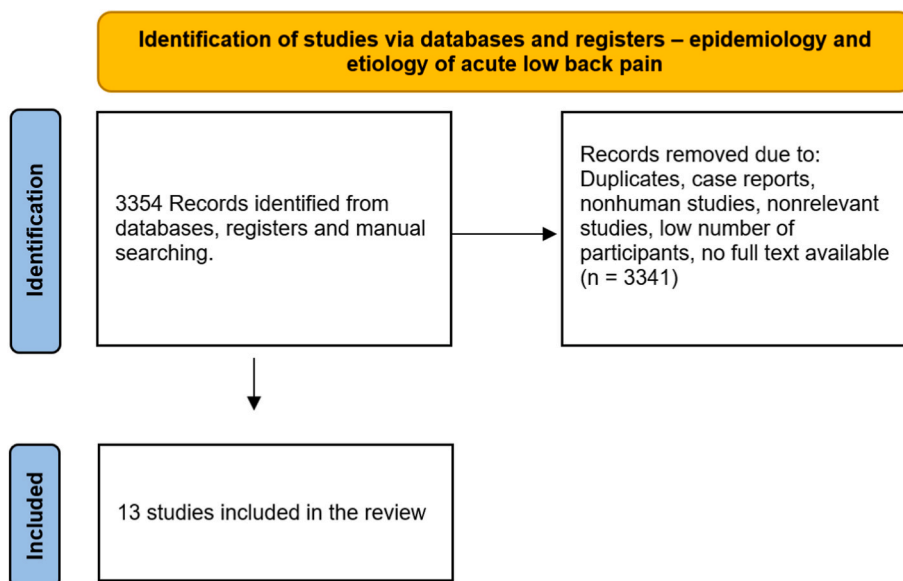 Identification of studies via databases and registers – epidemiology and
etiology of acute low back pain
Identification
3354 Records identified from
databases, registers and manual
searching.
Records removed due to:
Duplicates, case reports,
nonhuman studies, nonrelevant
studies, low number of
participants, no full text available
(n = 3341)
Included
13 studies included in the review